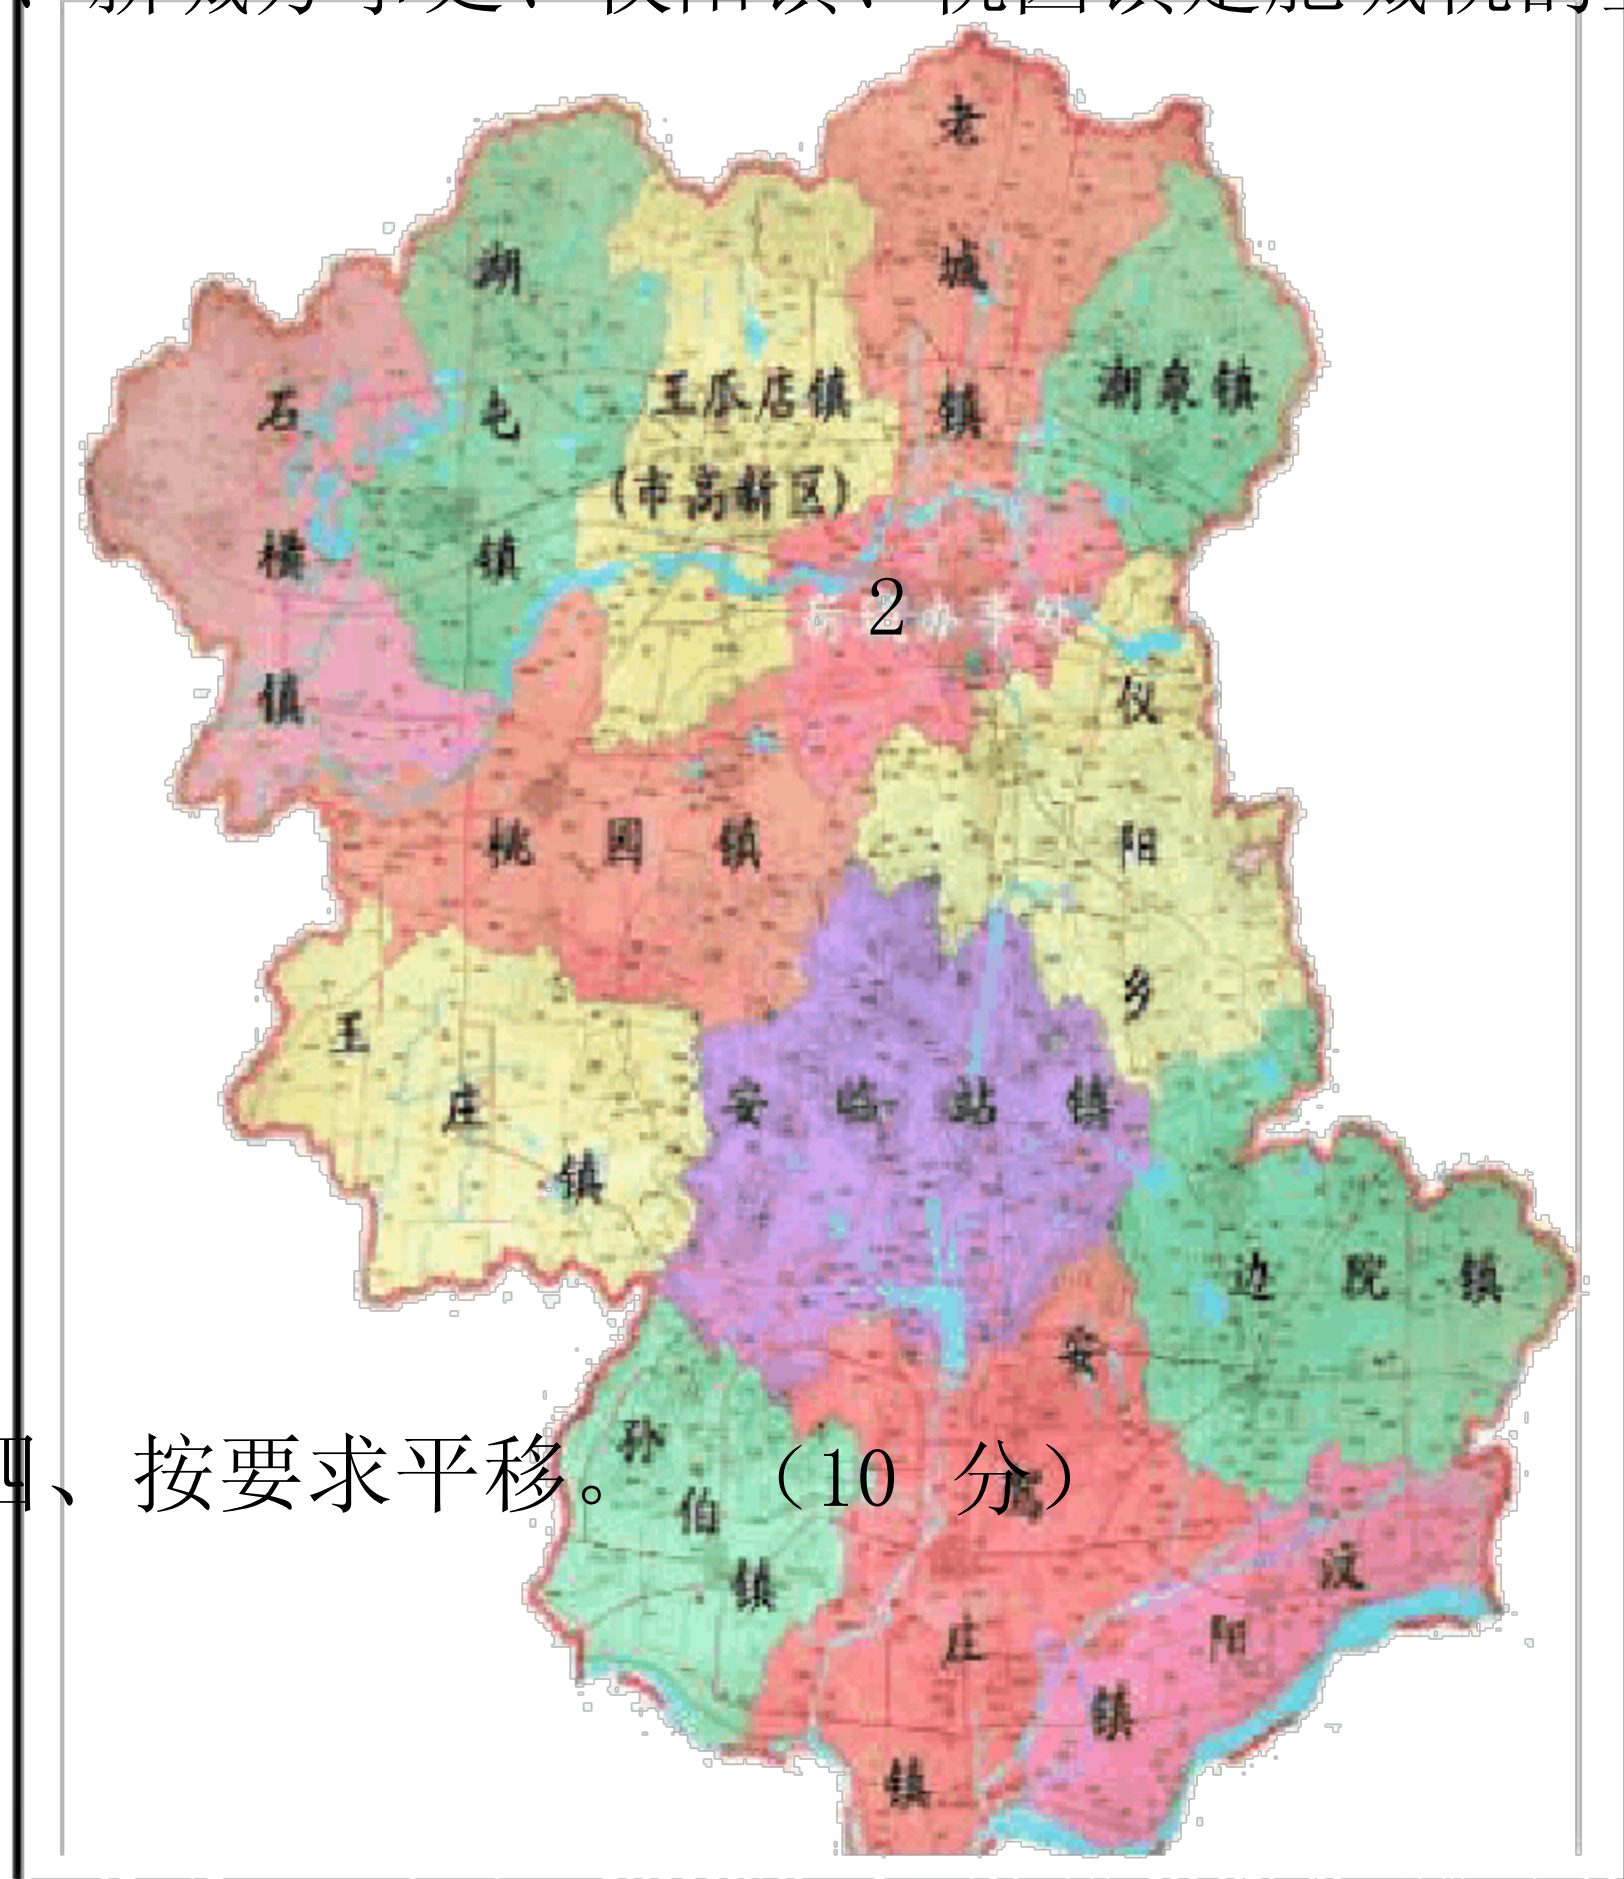 老城镇
湖屯镇
石横镇
王瓜店镇
(市高新区)
潮泉镇
2
仪阳乡
桃园镇
王庄镇
安临站镇
边院镇
安
庄
镇
孙伯镇
四、按要求平移。 （10 分）
汶阳镇